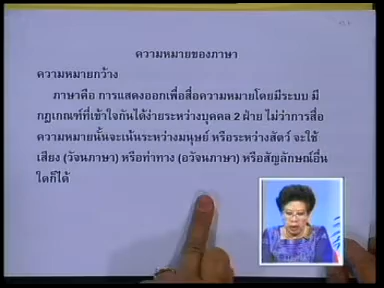 ความหมายของภาษา
ความหมายกว้าง
ภาษาคือ การแสดงออกเพื่อสื่อความหมายโดยมีระบบ มี
กฎเกณฑ์ที่เข้าใจกันได้ง่ายระหว่างบุคคล 2 ฝ่าย ไม่ว่าการสื่อ
ความหมายนั้นจะเน้นระหว่างมนุษย์ หรือระหว่างสัตว์ จะใช้
เสียง (วัจนภาษา) หรือท่าทาง (อวัจนภาษา) หรือสัญลักษณ์อื่น
ใดก็ได้